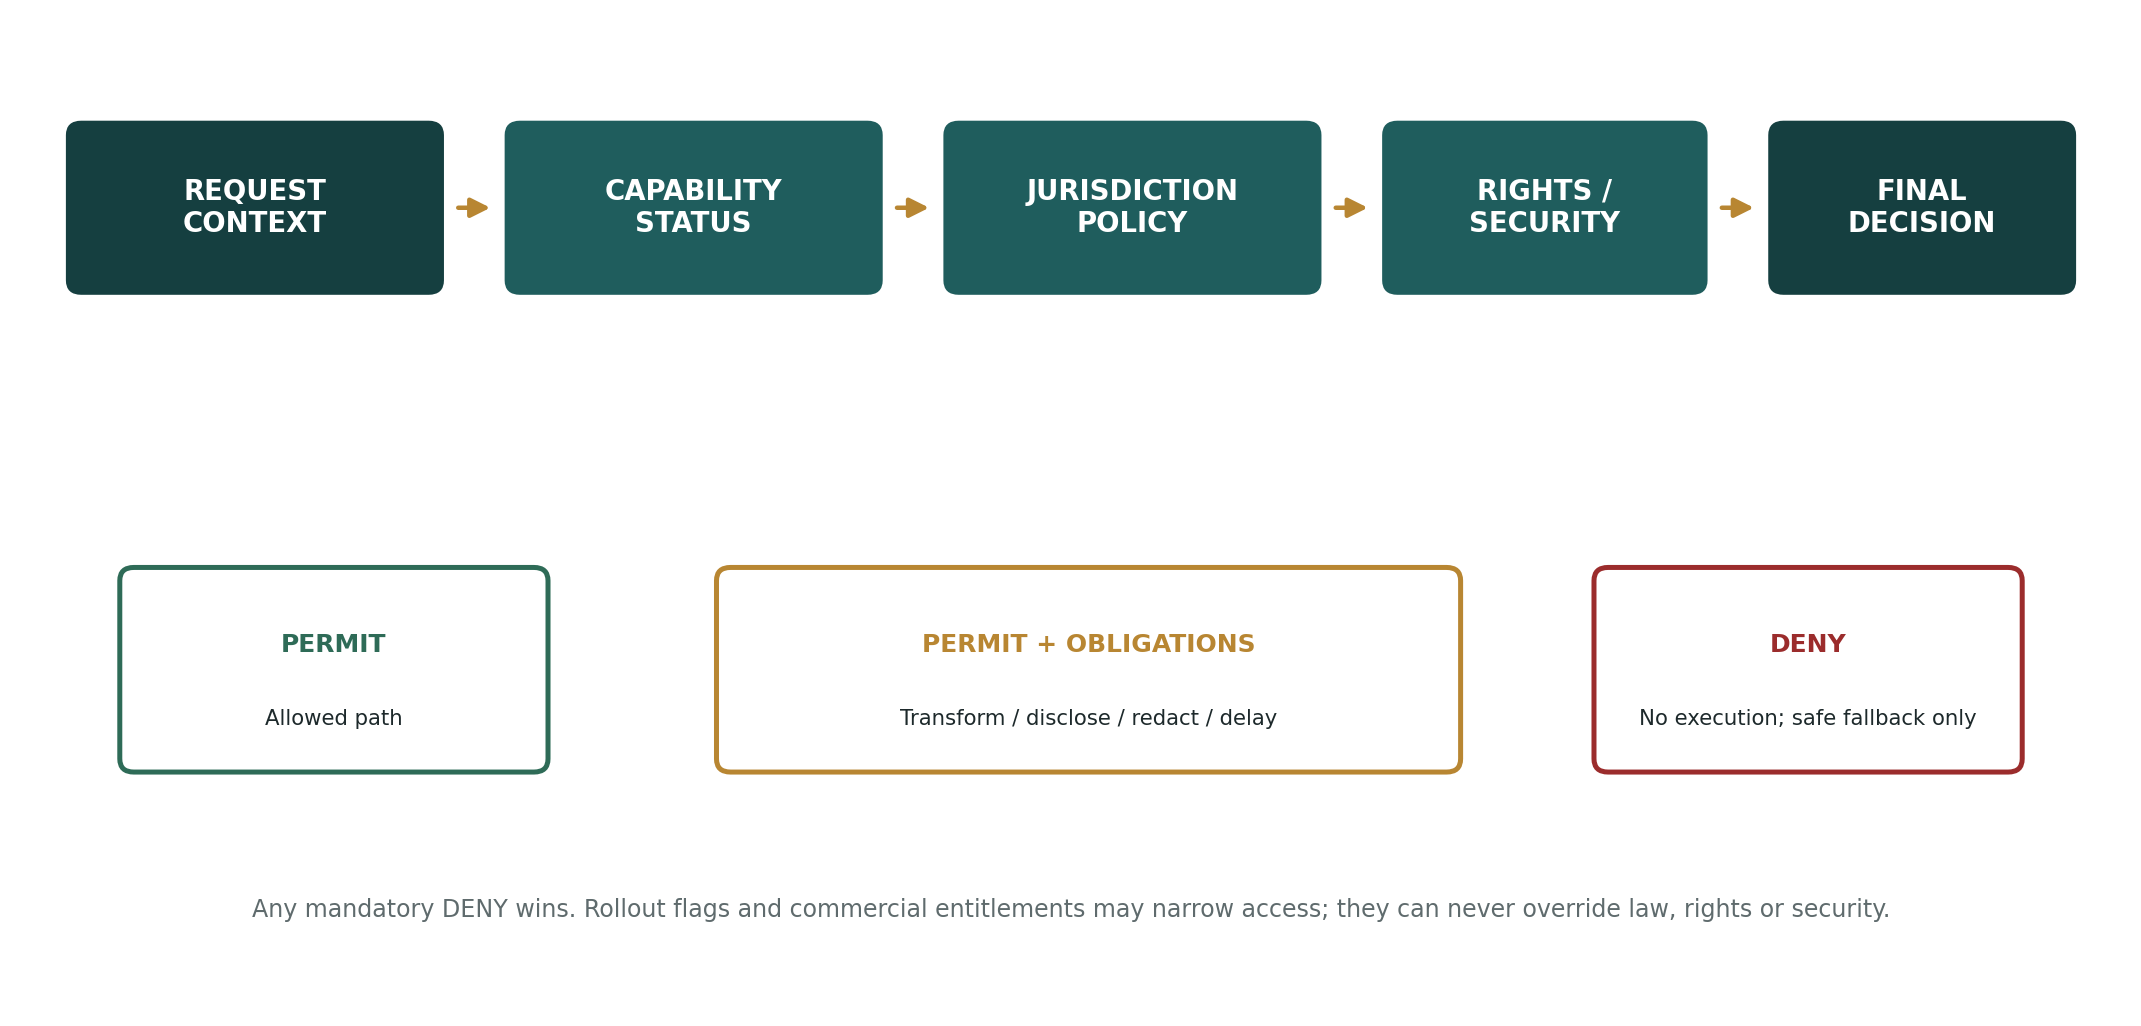 REQUEST
CONTEXT
CAPABILITY
STATUS
JURISDICTION
POLICY
RIGHTS /
SECURITY
FINAL
DECISION
PERMIT
Allowed path
PERMIT + OBLIGATIONS
Transform / disclose / redact / delay
DENY
No execution; safe fallback only
Any mandatory DENY wins. Rollout flags and commercial entitlements may narrow access; they can never override law, rights or security.